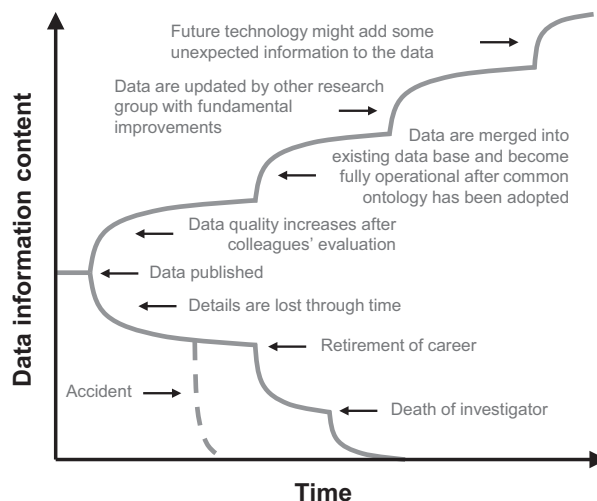 Future technology might add some
unexpected information to the data
Data are updated by other research
group with fundamental
improvements
Data are merged into
existing data base and become
fully operational after common
ontology has been adopted
Data quality increases after
colleagues’ evaluation
Data published
Details are lost through time
Retirement of career
Accident
Death of investigator
Data information content
Time